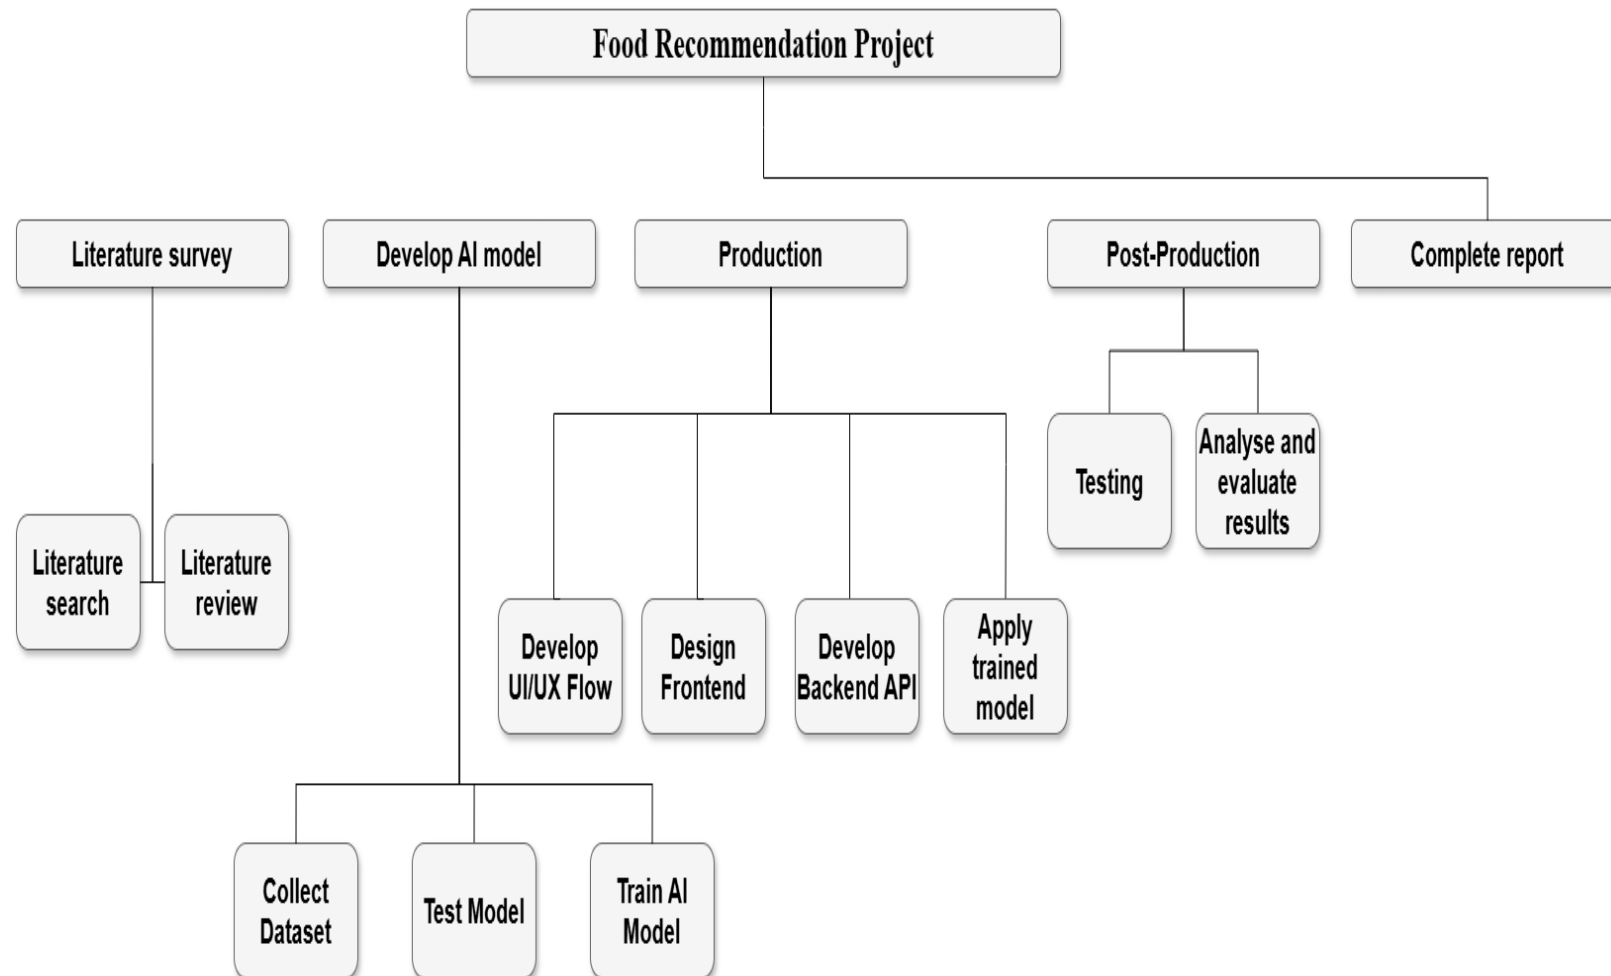 Food Recommendation Project
Literature survey
Develop AI model
Production
Post-Production
Complete report
Testing
Analyse and
evaluate
results
Literature
search
Literature
review
Develop
UI/UX Flow
Design
Frontend
Develop
Backend API
Apply
trained
model
Collect
Dataset
Test Model
Train AI
Model